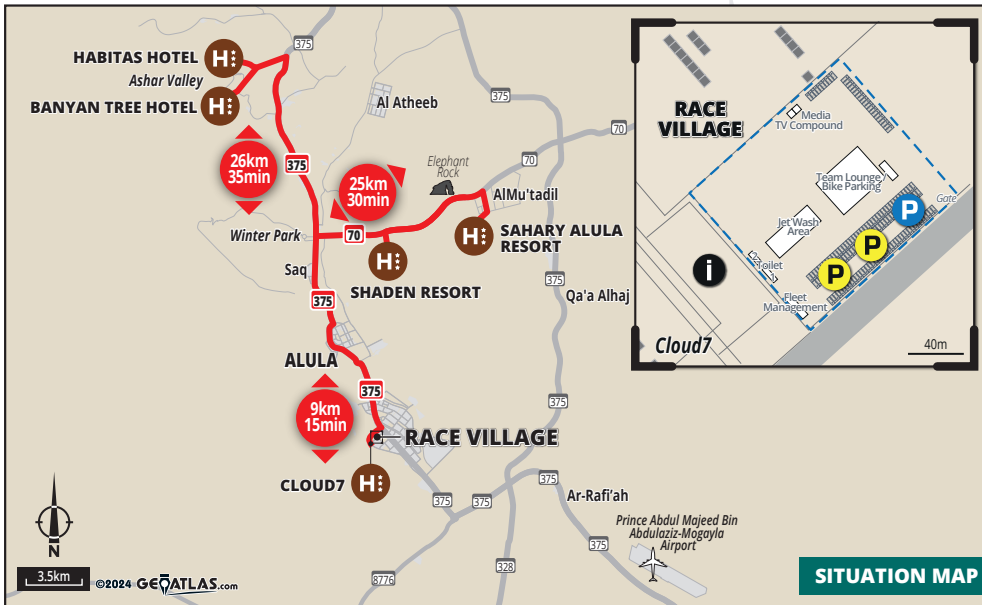 HABITAS HOTEL
Ashar Valley
BANYAN TREE HOTEL
375
Al Atheeb
375
70
26km
35min
375
25km
30min
Elephant
Rock
70
AlMu'tadil
Winter Park
70
SAHARY ALULA
RESORT
Saq
SHADEN RESORT
375
375
Qa'a Alhaj
ALULA
375
375
9km
15min
RACE VILLAGE
CLOUD7
375
375
375
Ar-Rafi'ah
375
Prince Abdul Majeed Bin
Abdulaziz-Mogayla
Airport
328
8776
N
3.5km
©2024 GEOATLAS.com
SITUATION MAP
RACE
VILLAGE
Media
TV Compound
Team Lounge /
Bike Parking
P
Gate
Jet Wash
Area
P
P
i
Toilet
Fleet
Management
Cloud7
40m
H
H
H
H
H